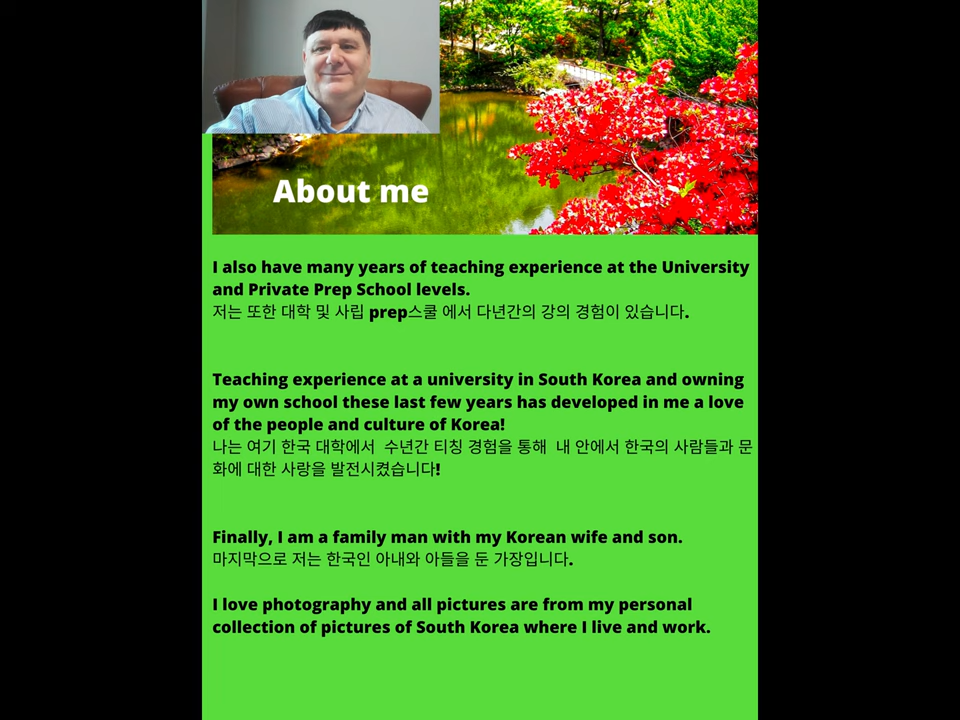 About me
I also have many years of teaching experience at the University
and Private Prep School levels.
저는 또한 대학 및 사립 prep스쿨 에서 다년간의 강의 경험이 있습니다.
Teaching experience at a university in South Korea and owning
my own school these last few years has developed in me a love
of the people and culture of Korea!
나는 여기 한국 대학에서 수년간 티칭 경험을 통해 내 안에서 한국의 사람들과 문
화에 대한 사랑을 발전시켰습니다!
Finally, I am a family man with my Korean wife and son.
마지막으로 저는 한국인 아내와 아들을 둔 가장입니다.
I love photography and all pictures are from my personal
collection of pictures of South Korea where I live and work.